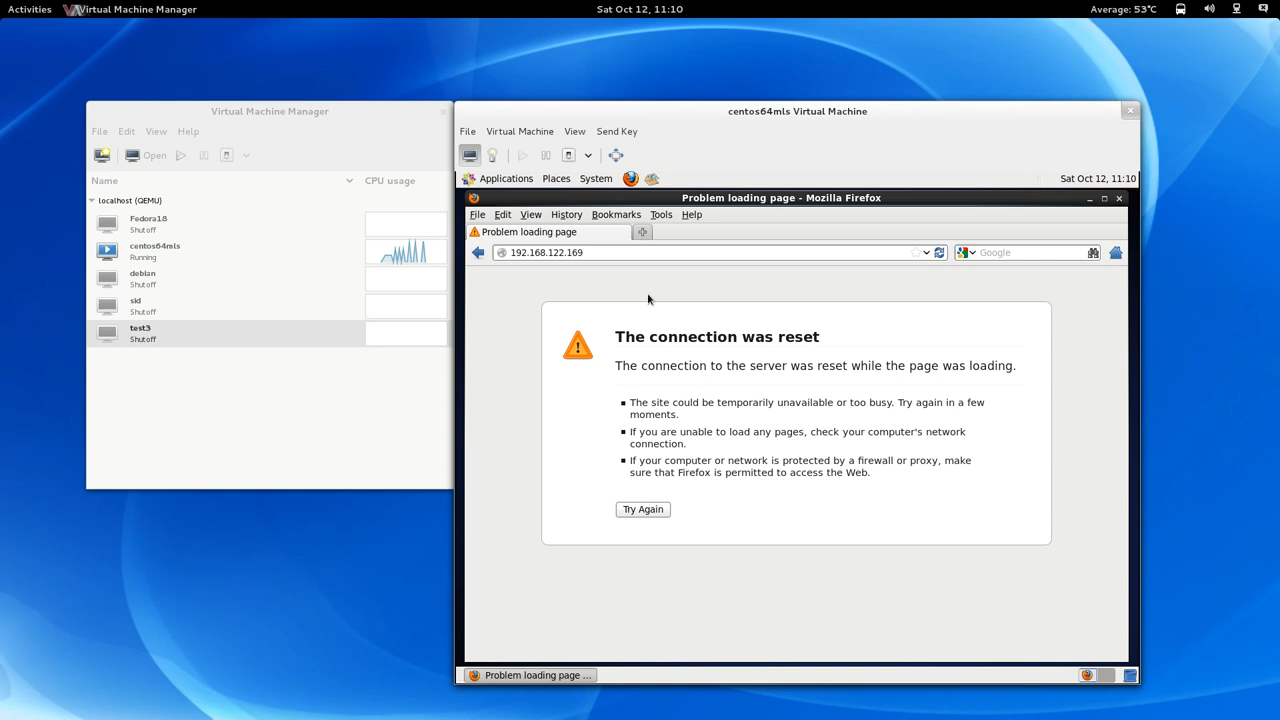 Activities Virtual Machine Manager Sat Oct 12, 11:10 Average: 53°C
Virtual Machine Manager
File Edit View Help
Open
Name CPU usage
localhost (QEMU)
Fedora18
Shutoff
centos64mls
Running
debian
Shutoff
sid
Shutoff
test3
Shutoff
centos64mls Virtual Machine
File Virtual Machine View Send Key
Applications Places System Sat Oct 12, 11:10
Problem loading page - Mozilla Firefox
File Edit View History Bookmarks Tools Help
Problem loading page
192.168.122.169 Google
The connection was reset
The connection to the server was reset while the page was loading.
The site could be temporarily unavailable or too busy. Try again in a few
moments.
If you are unable to load any pages, check your computer's network
connection.
If your computer or network is protected by a firewall or proxy, make
sure that Firefox is permitted to access the Web.
Try Again
Problem loading page ...